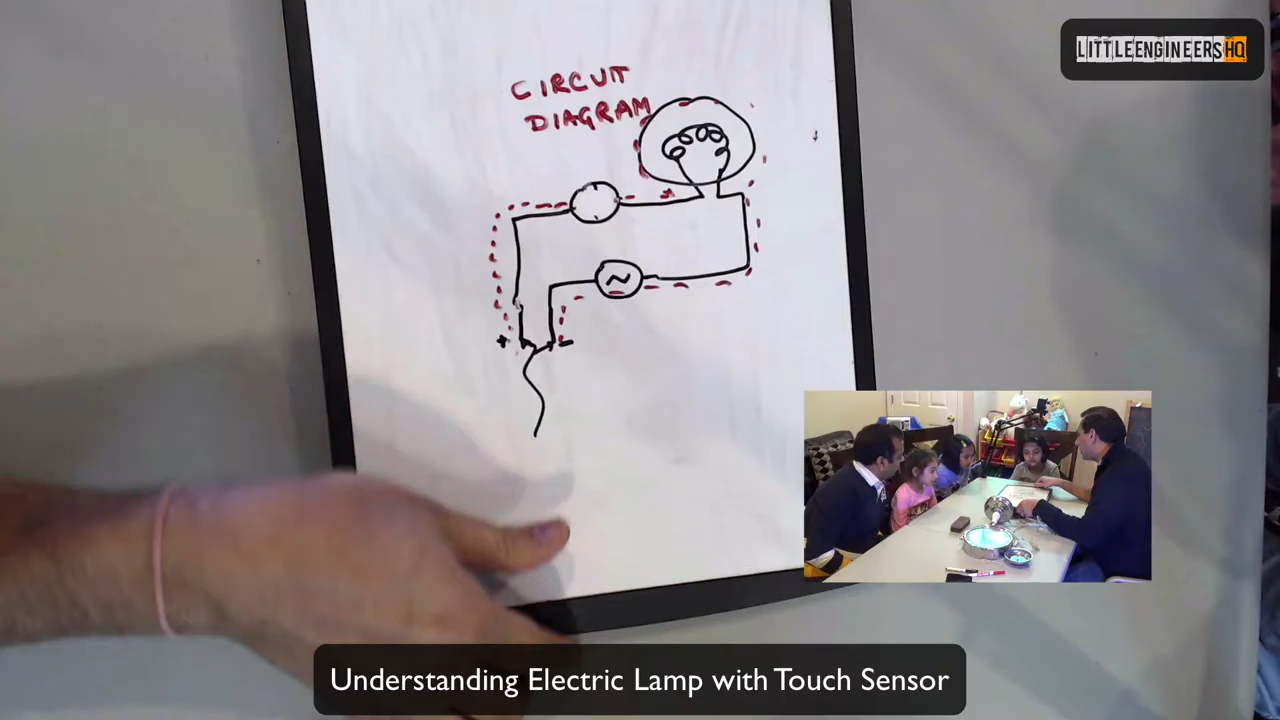 LITTLEENGINEERSHQ
CIRCUIT
DIAGRAM
+ -
Understanding Electric Lamp with Touch Sensor